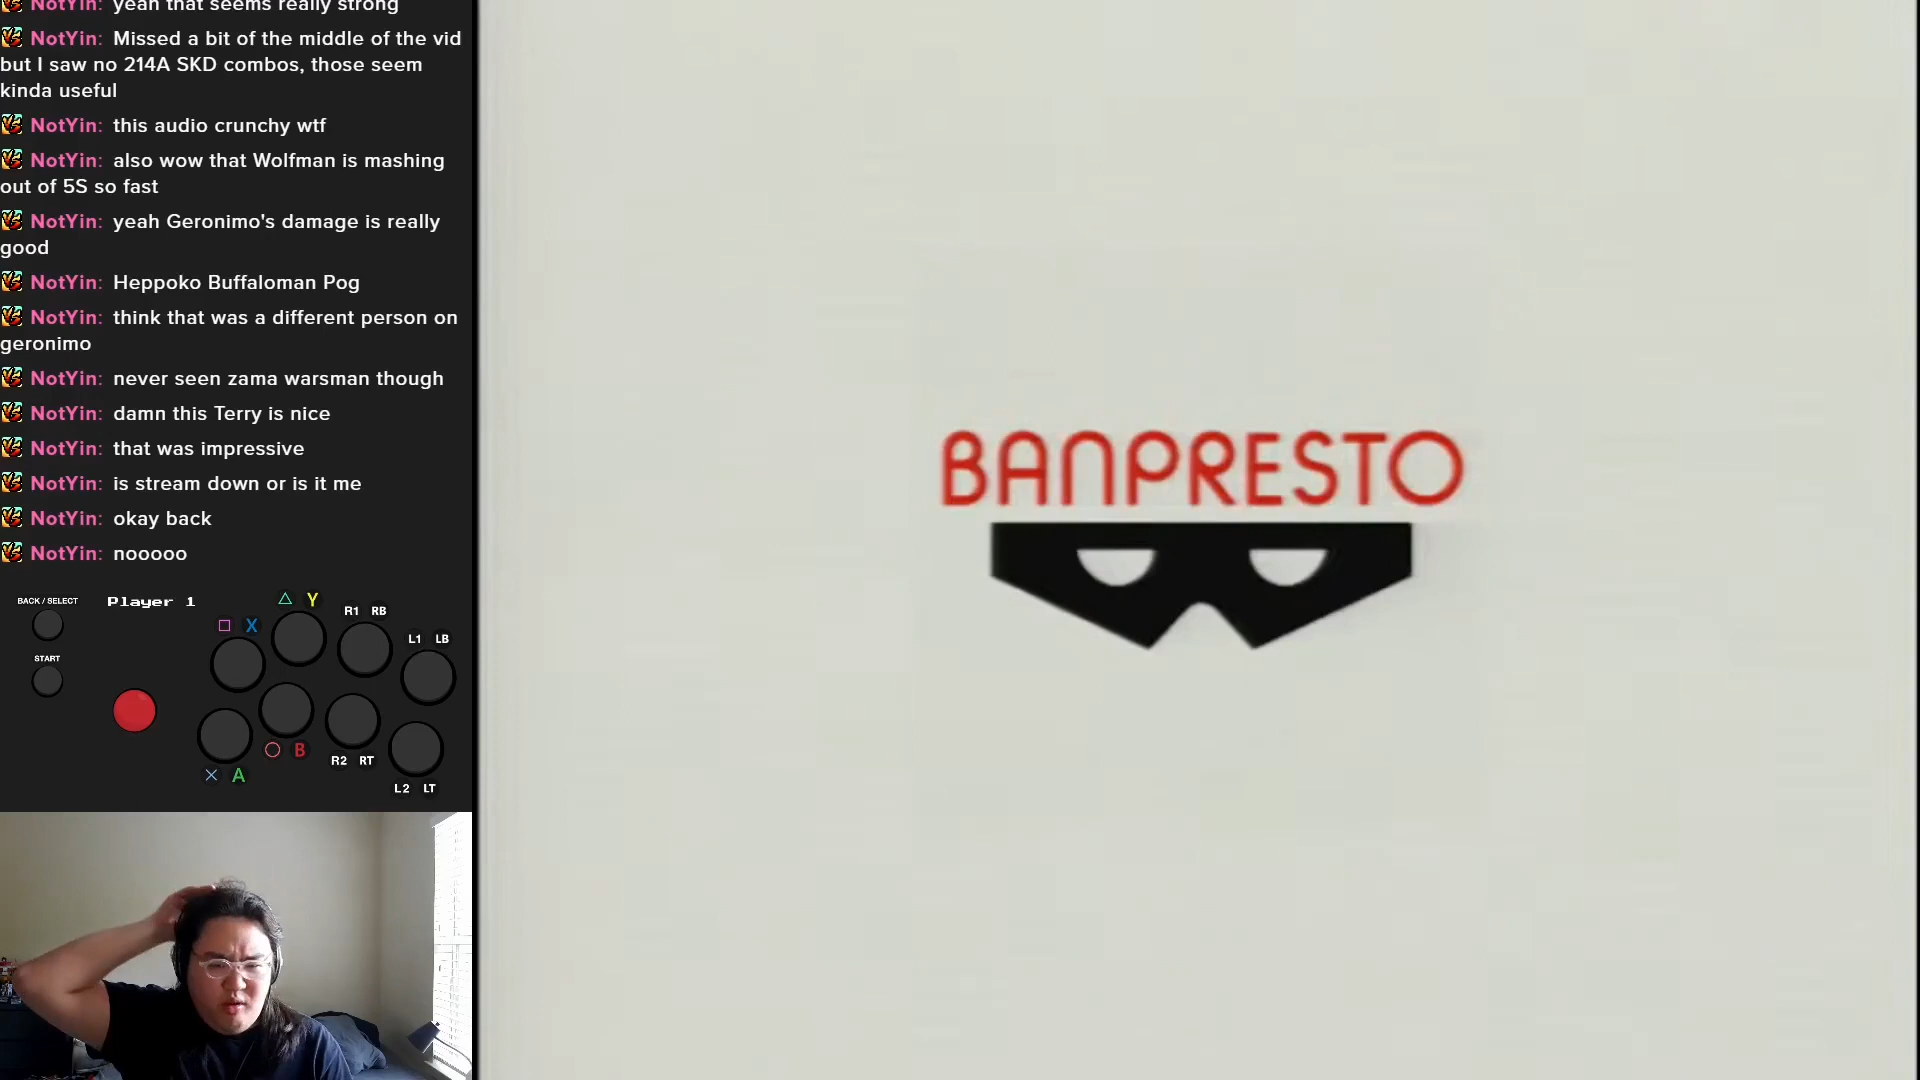 NotYin: yeah that seems really strong
NotYin: Missed a bit of the middle of the vid
but I saw no 214A SKD combos, those seem
kinda useful
NotYin: this audio crunchy wtf
NotYin: also wow that Wolfman is mashing
out of 5S so fast
NotYin: yeah Geronimo's damage is really
good
NotYin: Heppoko Buffaloman Pog
NotYin: think that was a different person on
geronimo
NotYin: never seen zama warsman though
NotYin: damn this Terry is nice
NotYin: that was impressive
NotYin: is stream down or is it me
NotYin: okay back
NotYin: nooooo
BANPRESTO
BACK / SELECT
Player 1
Y
R1 RB
X
L1 LB
START
B
R2 RT
A
L2 LT